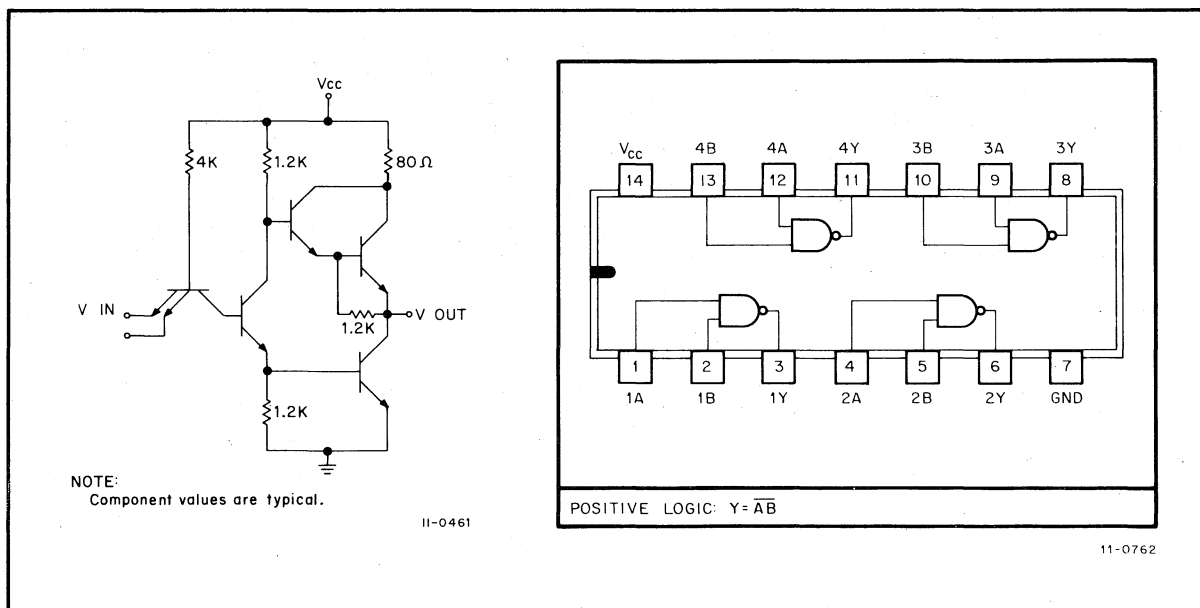 Vcc
4K
1.2K
80Ω
V IN
1.2K
V OUT
1.2K
NOTE:
Component values are typical.
11-0461
Vcc 4B 4A 4Y 3B 3A 3Y
14 13 12 11 10 9 8
1 2 3 4 5 6 7
1A 1B 1Y 2A 2B 2Y GND
POSITIVE LOGIC: Y=A̅B̅
11-0762